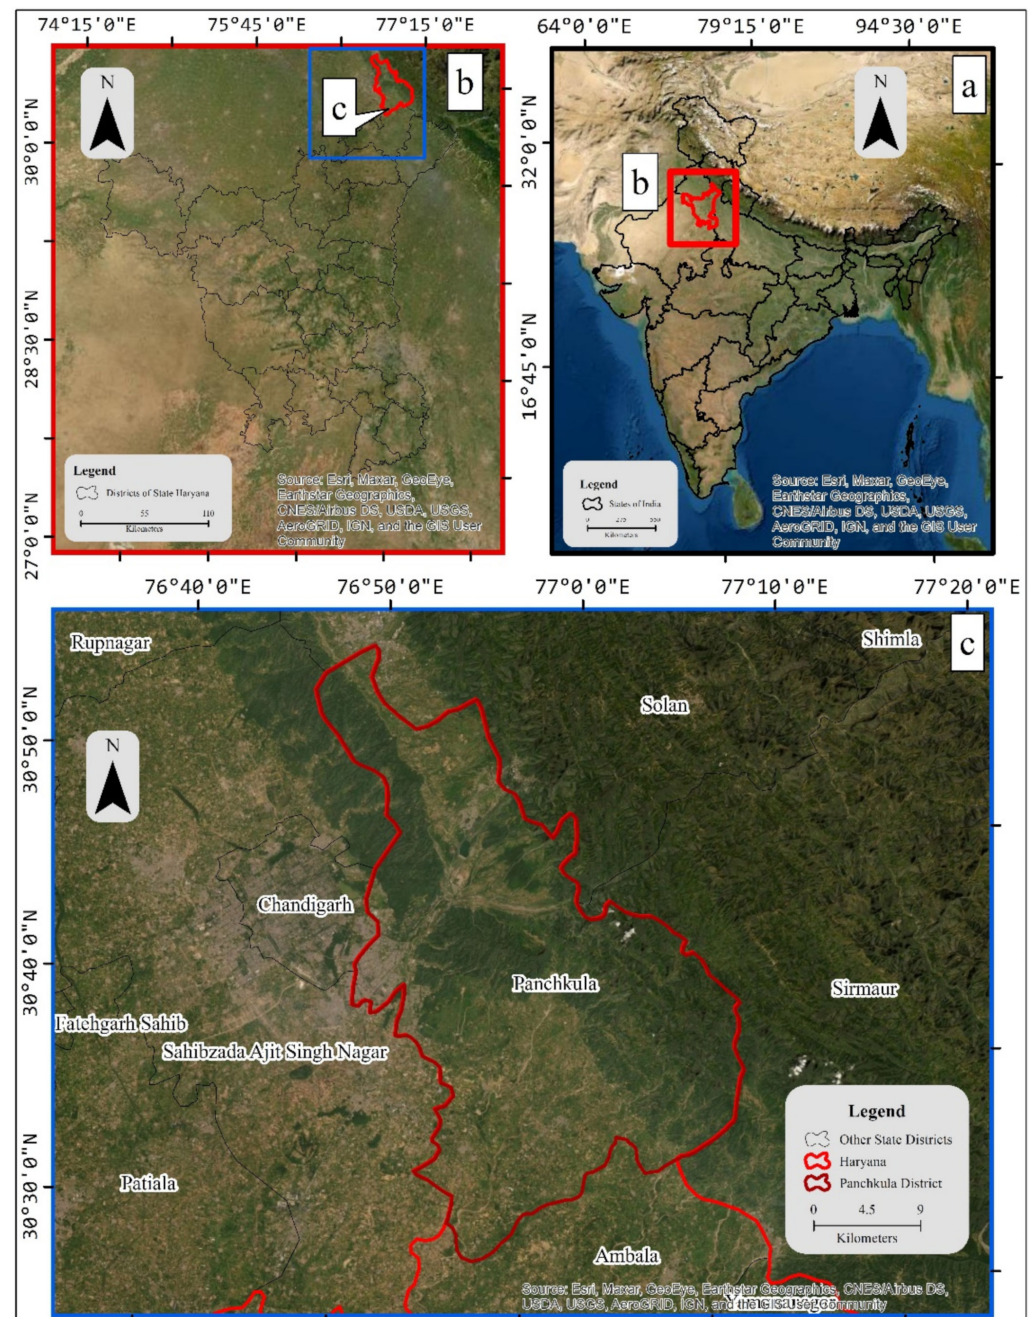 74°15'0"E
75°45'0"E
77°15'0"E
30°0'0"N
28°30'0"N
27°0'0"N
N
b
c
Legend
Districts of State Haryana
0 55 110
Kilometers
Source: Esri, Maxar, GeoEye,
Earthstar Geographics,
CNES/Airbus DS, USDA, USGS,
AeroGRID, IGN, and the GIS User
Community
64°0'0"E
79°15'0"E
94°30'0"E
32°0'0"N
16°45'0"N
N
a
b
Legend
States of India
0 275 550
Kilometers
Source: Esri, Maxar, GeoEye,
Earthstar Geographics,
CNES/Airbus DS, USDA, USGS,
AeroGRID, IGN, and the GIS User
Community
76°40'0"E
76°50'0"E
77°0'0"E
77°10'0"E
77°20'0"E
30°50'0"N
30°40'0"N
30°30'0"N
Rupnagar
Shimla
c
Solan
N
Chandigarh
Panchkula
Sirmaur
Fatehgarh Sahib
Sahibzada Ajit Singh Nagar
Patiala
Ambala
Legend
Other State Districts
Haryana
Panchkula District
0 4.5 9
Kilometers
Source: Esri, Maxar, GeoEye, Earthstar Geographics, CNES/Airbus DS,
USDA, USGS, AeroGRID, IGN, and the GIS User Community